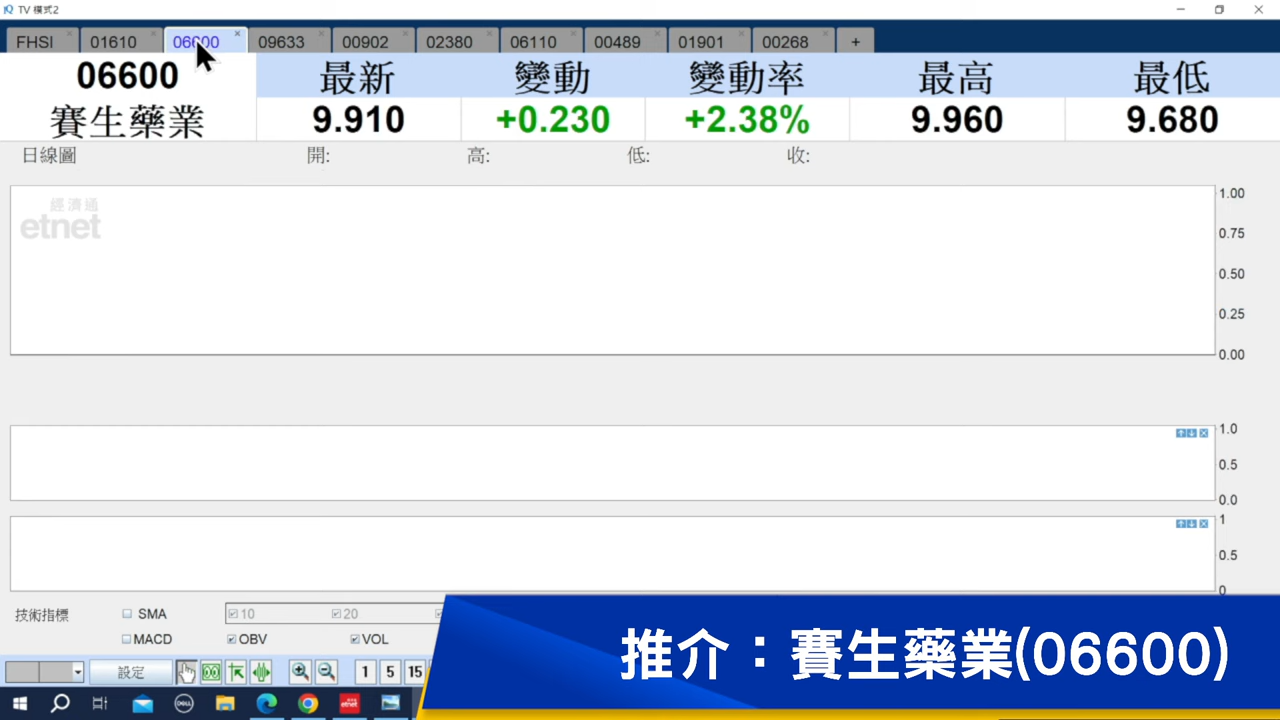 TV 模式2
FHSI 01610 06600 09633 00902 02380 06110 00489 01901 00268 +
06600 最新 變動 變動率 最高 最低
賽生藥業 9.910 +0.230 +2.38% 9.960 9.680
日線圖 開: 高: 低: 收:
經濟通
etnet
1.00
0.75
0.50
0.25
0.00
1.0
0.5
0.0
1
0.5
0
技術指標 SMA 10 20
MACD OBV VOL
推介：賽生藥業(06600)
設定 1 5 15
DELL etnet